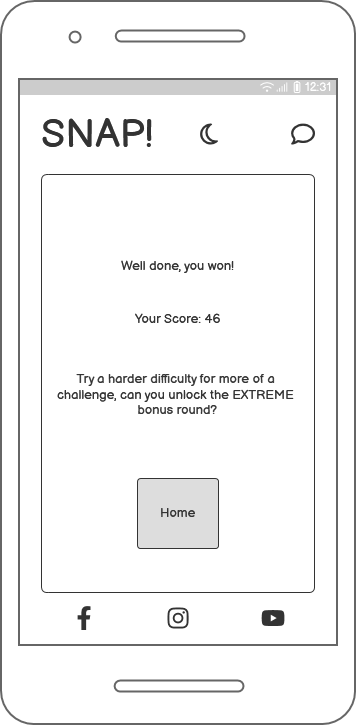 12:31
SNAP!
Well done, you won!
Your Score: 46
Try a harder difficulty for more of a
challenge, can you unlock the EXTREME
bonus round?
Home